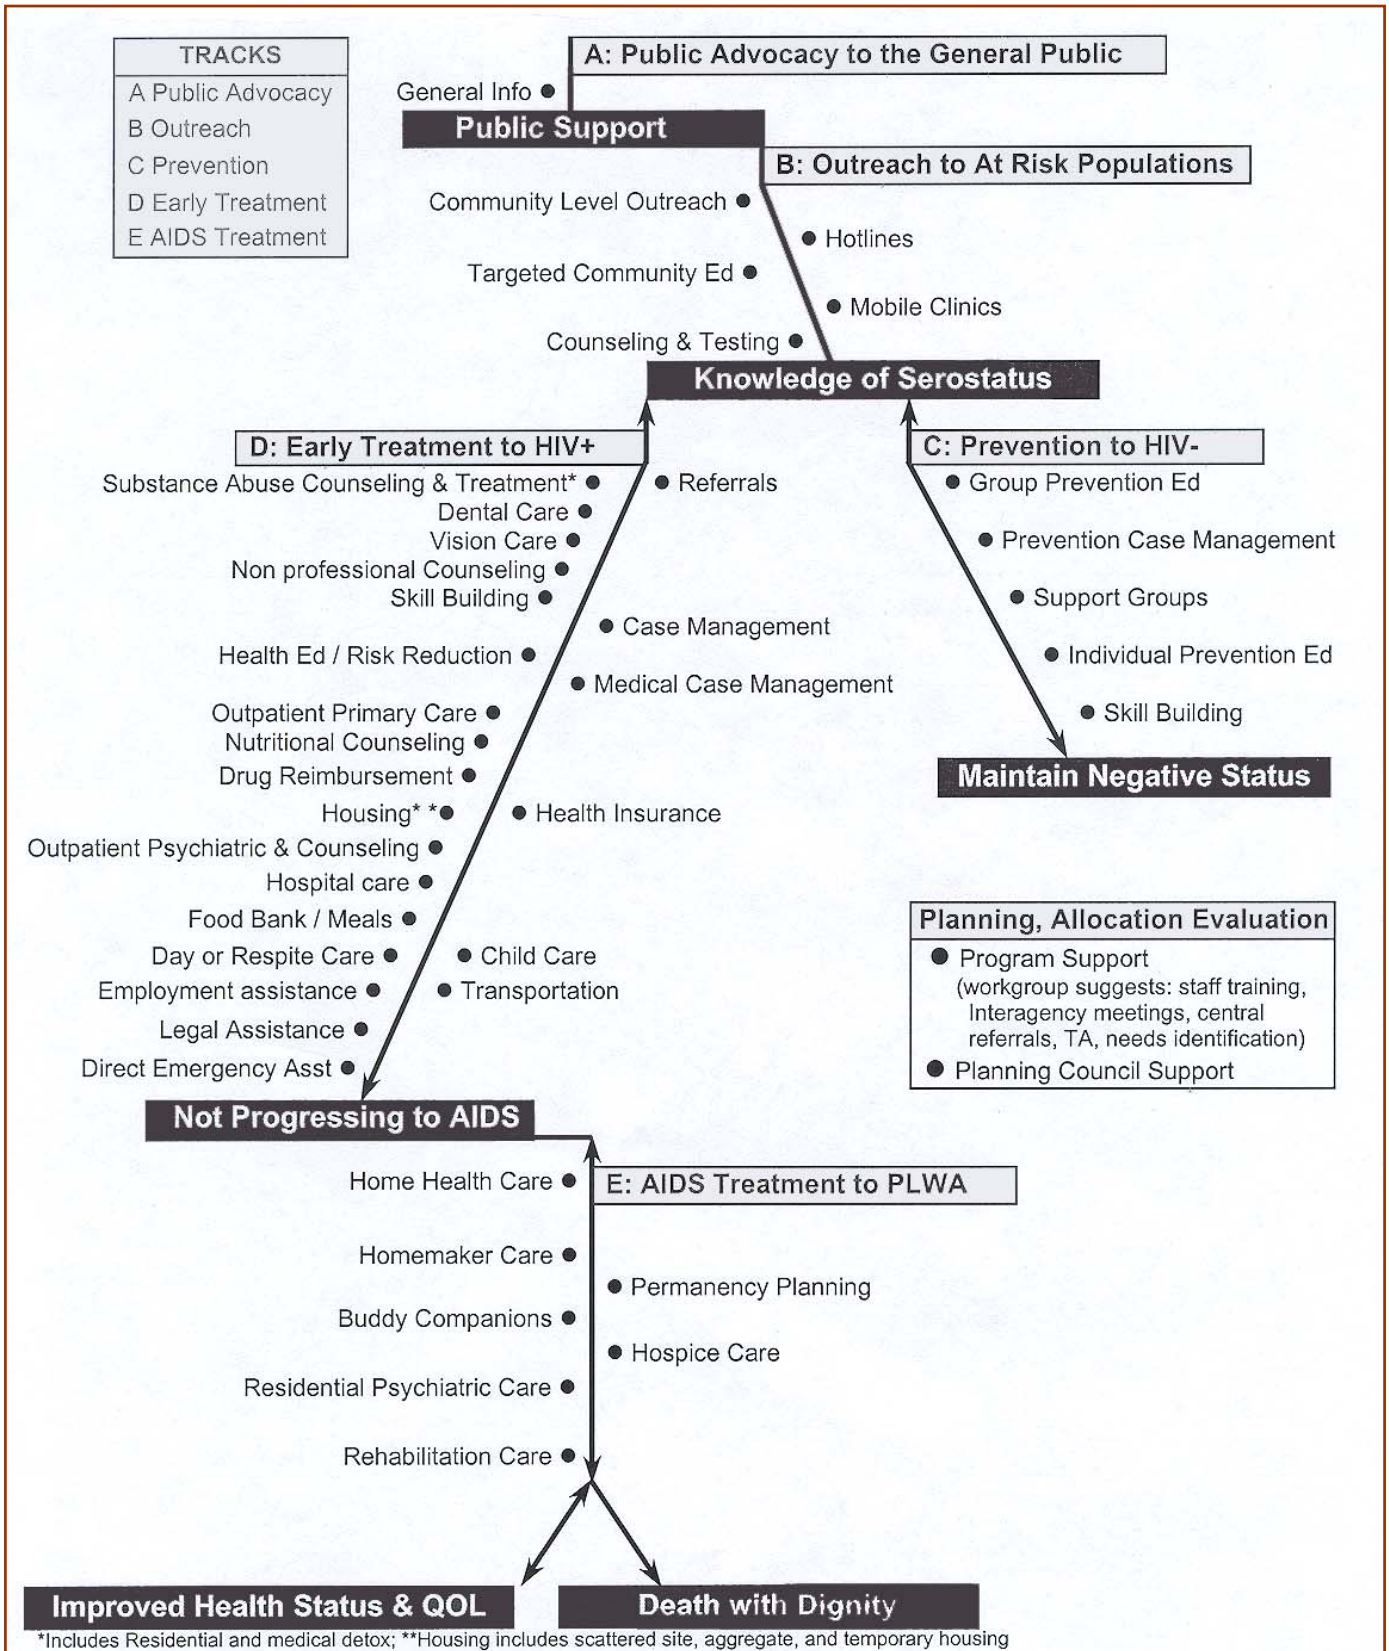 TRACKS
A Public Advocacy
B Outreach
C Prevention
D Early Treatment
E AIDS Treatment
A: Public Advocacy to the General Public
General Info
Public Support
B: Outreach to At Risk Populations
Community Level Outreach
Hotlines
Targeted Community Ed
Mobile Clinics
Counseling & Testing
Knowledge of Serostatus
D: Early Treatment to HIV+
Substance Abuse Counseling & Treatment*
Referrals
Dental Care
Vision Care
Non professional Counseling
Skill Building
Case Management
Health Ed / Risk Reduction
Medical Case Management
Outpatient Primary Care
Nutritional Counseling
Drug Reimbursement
Housing* *
Health Insurance
Outpatient Psychiatric & Counseling
Hospital care
Food Bank / Meals
Day or Respite Care
Child Care
Employment assistance
Transportation
Legal Assistance
Direct Emergency Asst
Not Progressing to AIDS
C: Prevention to HIV-
Group Prevention Ed
Prevention Case Management
Support Groups
Individual Prevention Ed
Skill Building
Maintain Negative Status
Planning, Allocation Evaluation
Program Support
(workgroup suggests: staff training,
Interagency meetings, central
referrals, TA, needs identification)
Planning Council Support
E: AIDS Treatment to PLWA
Home Health Care
Homemaker Care
Permanency Planning
Buddy Companions
Hospice Care
Residential Psychiatric Care
Rehabilitation Care
Improved Health Status & QOL
Death with Dignity
*Includes Residential and medical detox; **Housing includes scattered site, aggregate, and temporary housing